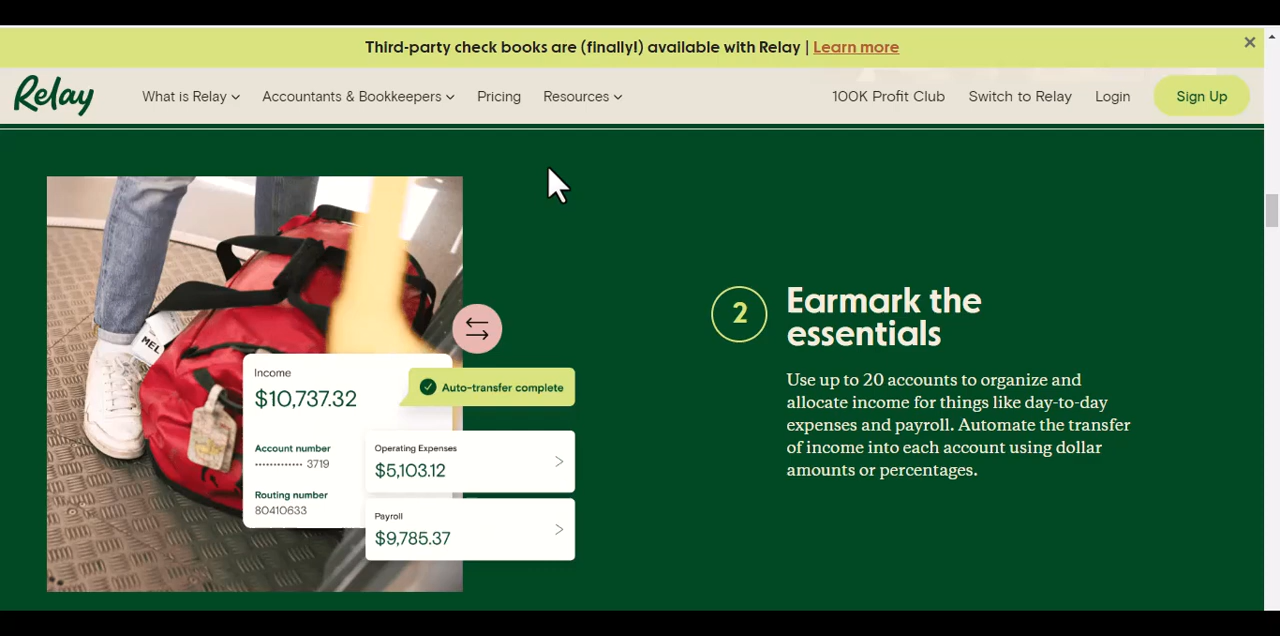 Third-party check books are (finally!) available with Relay | Learn more
Relay
What is Relay
Accountants & Bookkeepers
Pricing
Resources
100K Profit Club
Switch to Relay
Login
Sign Up
MEL
Income
$10,737.32
Auto-transfer complete
Account number
············· 3719
Routing number
80410633
Operating Expenses
$5,103.12
Payroll
$9,785.37
2
Earmark the
essentials
Use up to 20 accounts to organize and
allocate income for things like day-to-day
expenses and payroll. Automate the transfer
of income into each account using dollar
amounts or percentages.